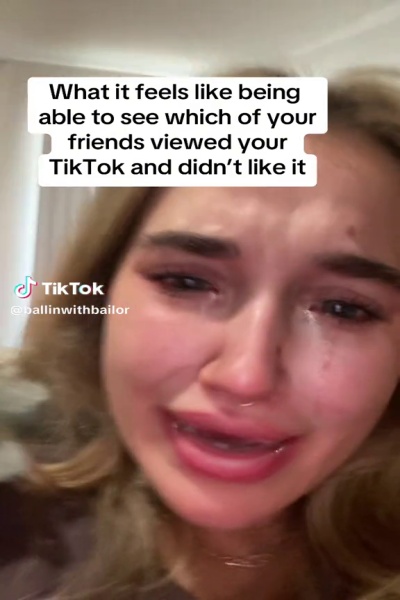 What it feels like being
able to see which of your
friends viewed your
TikTok and didn’t like it
TikTok
@ballinwithbailor